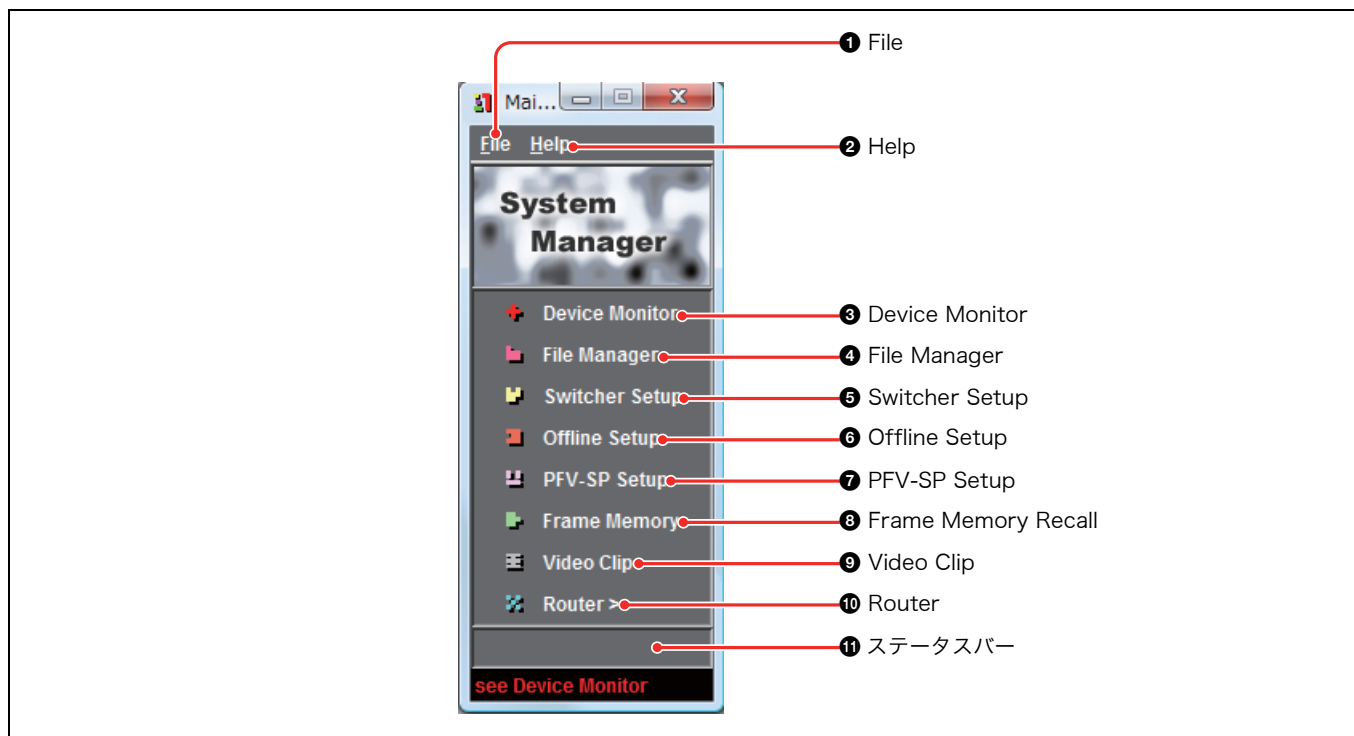 ❶ File
Mai...
File Help
❷ Help
System
Manager
Device Monitor
❸ Device Monitor
File Manager
❹ File Manager
Switcher Setup
❺ Switcher Setup
Offline Setup
❻ Offline Setup
PFV-SP Setup
❼ PFV-SP Setup
Frame Memory
❽ Frame Memory Recall
Video Clip
❾ Video Clip
Router >
❿ Router
⓫ ステータスバー
see Device Monitor